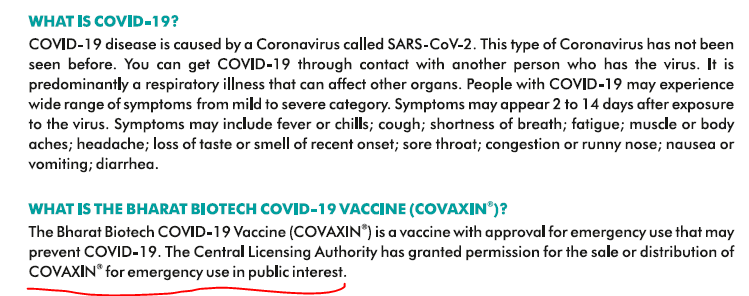 WHAT IS COVID-19?
COVID-19 disease is caused by a Coronavirus called SARS-CoV-2. This type of Coronavirus has not been
seen before. You can get COVID-19 through contact with another person who has the virus. It is
predominantly a respiratory illness that can affect other organs. People with COVID-19 may experience
wide range of symptoms from mild to severe category. Symptoms may appear 2 to 14 days after exposure
to the virus. Symptoms may include fever or chills; cough; shortness of breath; fatigue; muscle or body
aches; headache; loss of taste or smell of recent onset; sore throat; congestion or runny nose; nausea or
vomiting; diarrhea.
WHAT IS THE BHARAT BIOTECH COVID-19 VACCINE (COVAXIN®)?
The Bharat Biotech COVID-19 Vaccine (COVAXIN®) is a vaccine with approval for emergency use that may
prevent COVID-19. The Central Licensing Authority has granted permission for the sale or distribution of
COVAXIN® for emergency use in public interest.